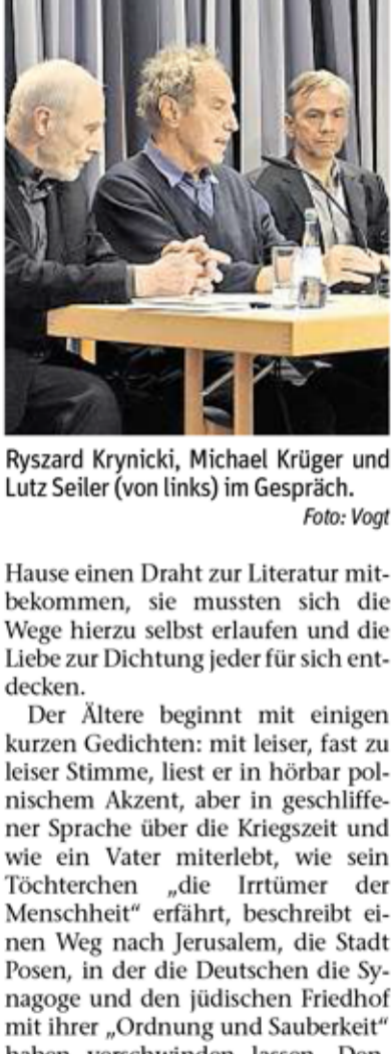 Ryszard Krynicki, Michael Krüger und
Lutz Seiler (von links) im Gespräch.
Foto: Vogt
Hause einen Draht zur Literatur mit-
bekommen, sie mussten sich die
Wege hierzu selbst erlaufen und die
Liebe zur Dichtung jeder für sich ent-
decken.
Der Ältere beginnt mit einigen
kurzen Gedichten: mit leiser, fast zu
leiser Stimme, liest er in hörbar pol-
nischem Akzent, aber in geschliffe-
ner Sprache über die Kriegszeit und
wie ein Vater miterlebt, wie sein
Töchterchen „die Irrtümer der
Menschheit“ erfährt, beschreibt ei-
nen Weg nach Jerusalem, die Stadt
Posen, in der die Deutschen die Sy-
nagoge und den jüdischen Friedhof
mit ihrer „Ordnung und Sauberkeit“
haben verschwinden lassen.